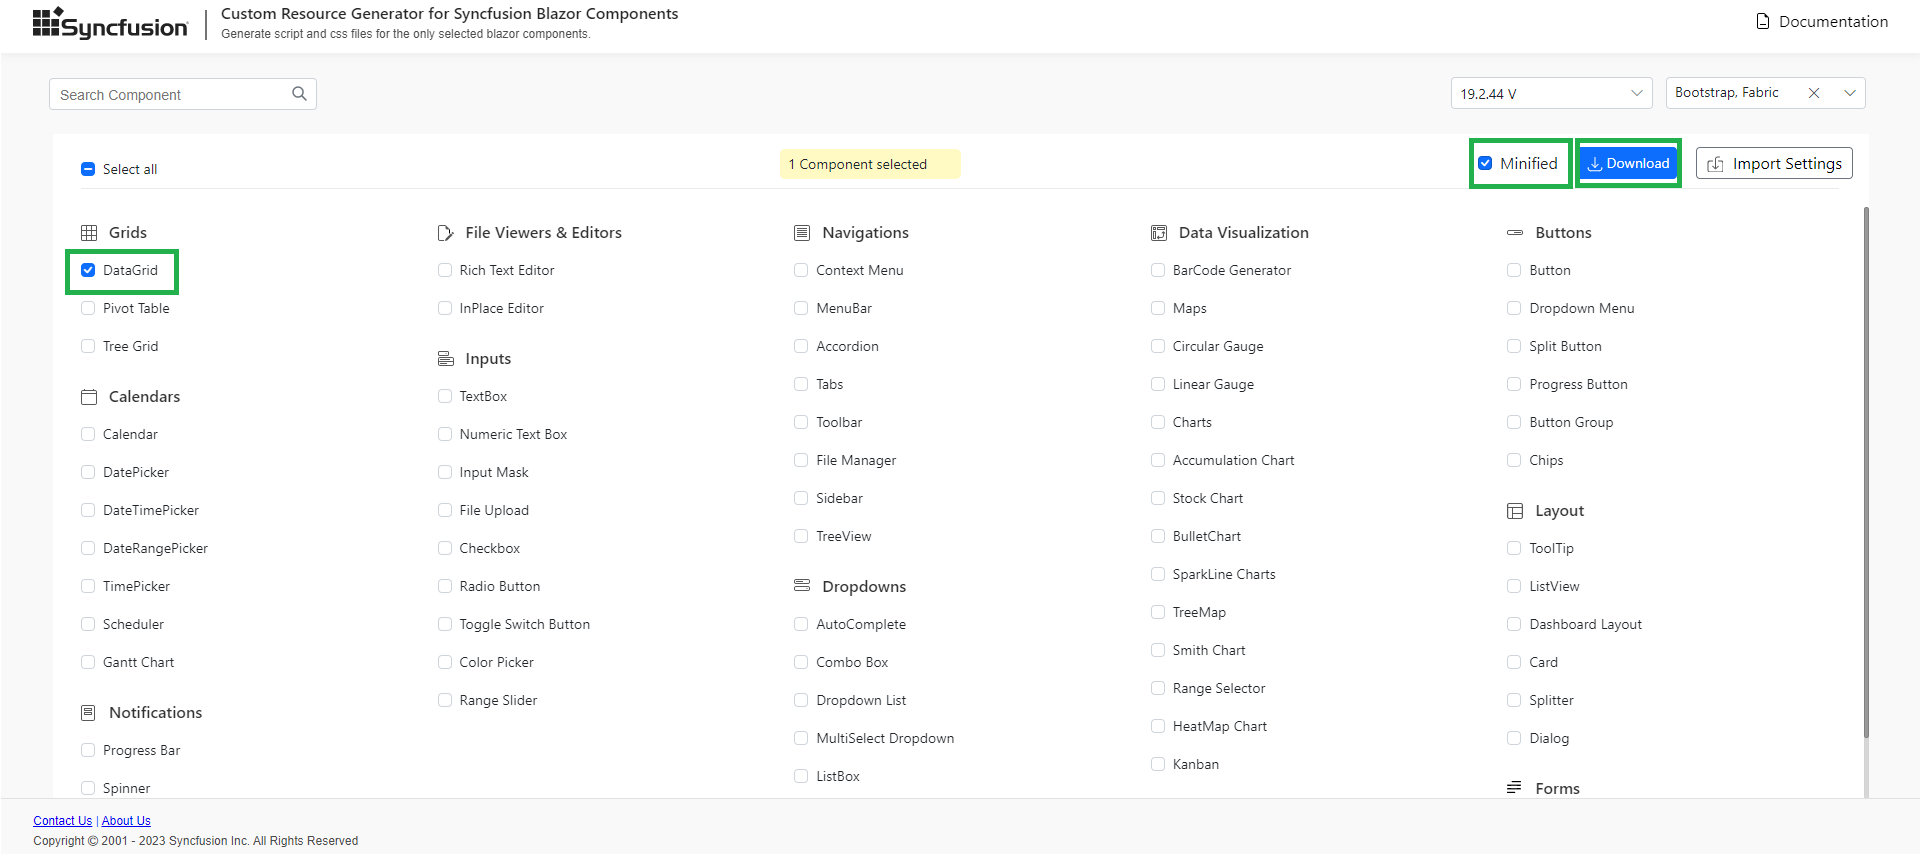 Syncfusion
Custom Resource Generator for Syncfusion Blazor Components
Generate script and css files for the only selected blazor components.
Documentation
Search Component
19.2.44 V
Bootstrap, Fabric
Select all
1 Component selected
Minified
Download
Import Settings
Grids
DataGrid
Pivot Table
Tree Grid
Calendars
Calendar
DatePicker
DateTimePicker
DateRangePicker
TimePicker
Scheduler
Gantt Chart
Notifications
Progress Bar
Spinner
File Viewers & Editors
Rich Text Editor
InPlace Editor
Inputs
TextBox
Numeric Text Box
Input Mask
File Upload
Checkbox
Radio Button
Toggle Switch Button
Color Picker
Range Slider
Navigations
Context Menu
MenuBar
Accordion
Tabs
Toolbar
File Manager
Sidebar
TreeView
Dropdowns
AutoComplete
Combo Box
Dropdown List
MultiSelect Dropdown
ListBox
Data Visualization
BarCode Generator
Maps
Circular Gauge
Linear Gauge
Charts
Accumulation Chart
Stock Chart
BulletChart
SparkLine Charts
TreeMap
Smith Chart
Range Selector
HeatMap Chart
Kanban
Buttons
Button
Dropdown Menu
Split Button
Progress Button
Button Group
Chips
Layout
ToolTip
ListView
Dashboard Layout
Card
Splitter
Dialog
Forms
Contact Us | About Us
Copyright © 2001 - 2023 Syncfusion Inc. All Rights Reserved